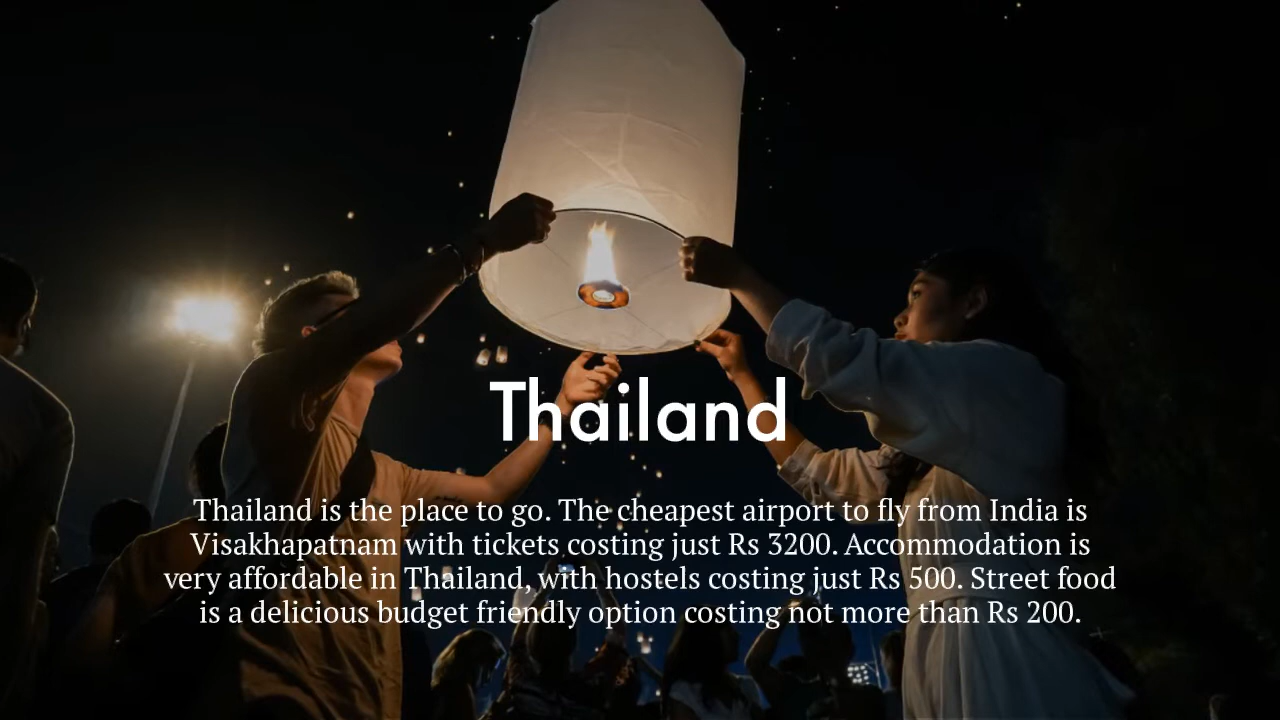 Thailand
Thailand is the place to go. The cheapest airport to fly from India is
Visakhapatnam with tickets costing just Rs 3200. Accommodation is
very affordable in Thailand, with hostels costing just Rs 500. Street food
is a delicious budget friendly option costing not more than Rs 200.